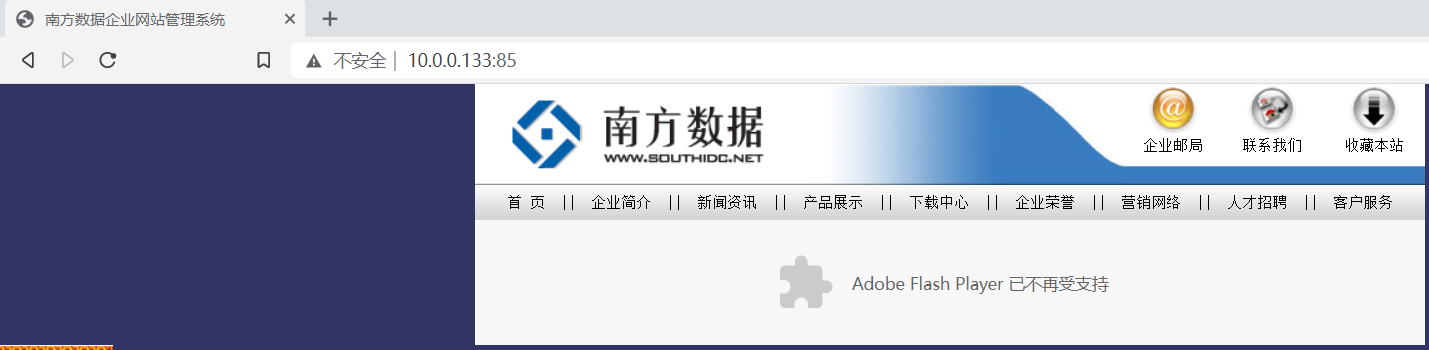 南方数据企业网站管理系统
不安全 | 10.0.0.133:85
南方数据
WWW.SOUTHIDC.NET
企业邮局 联系我们 收藏本站
首 页 || 企业简介 || 新闻资讯 || 产品展示 || 下载中心 || 企业荣誉 || 营销网络 || 人才招聘 || 客户服务
Adobe Flash Player 已不再受支持